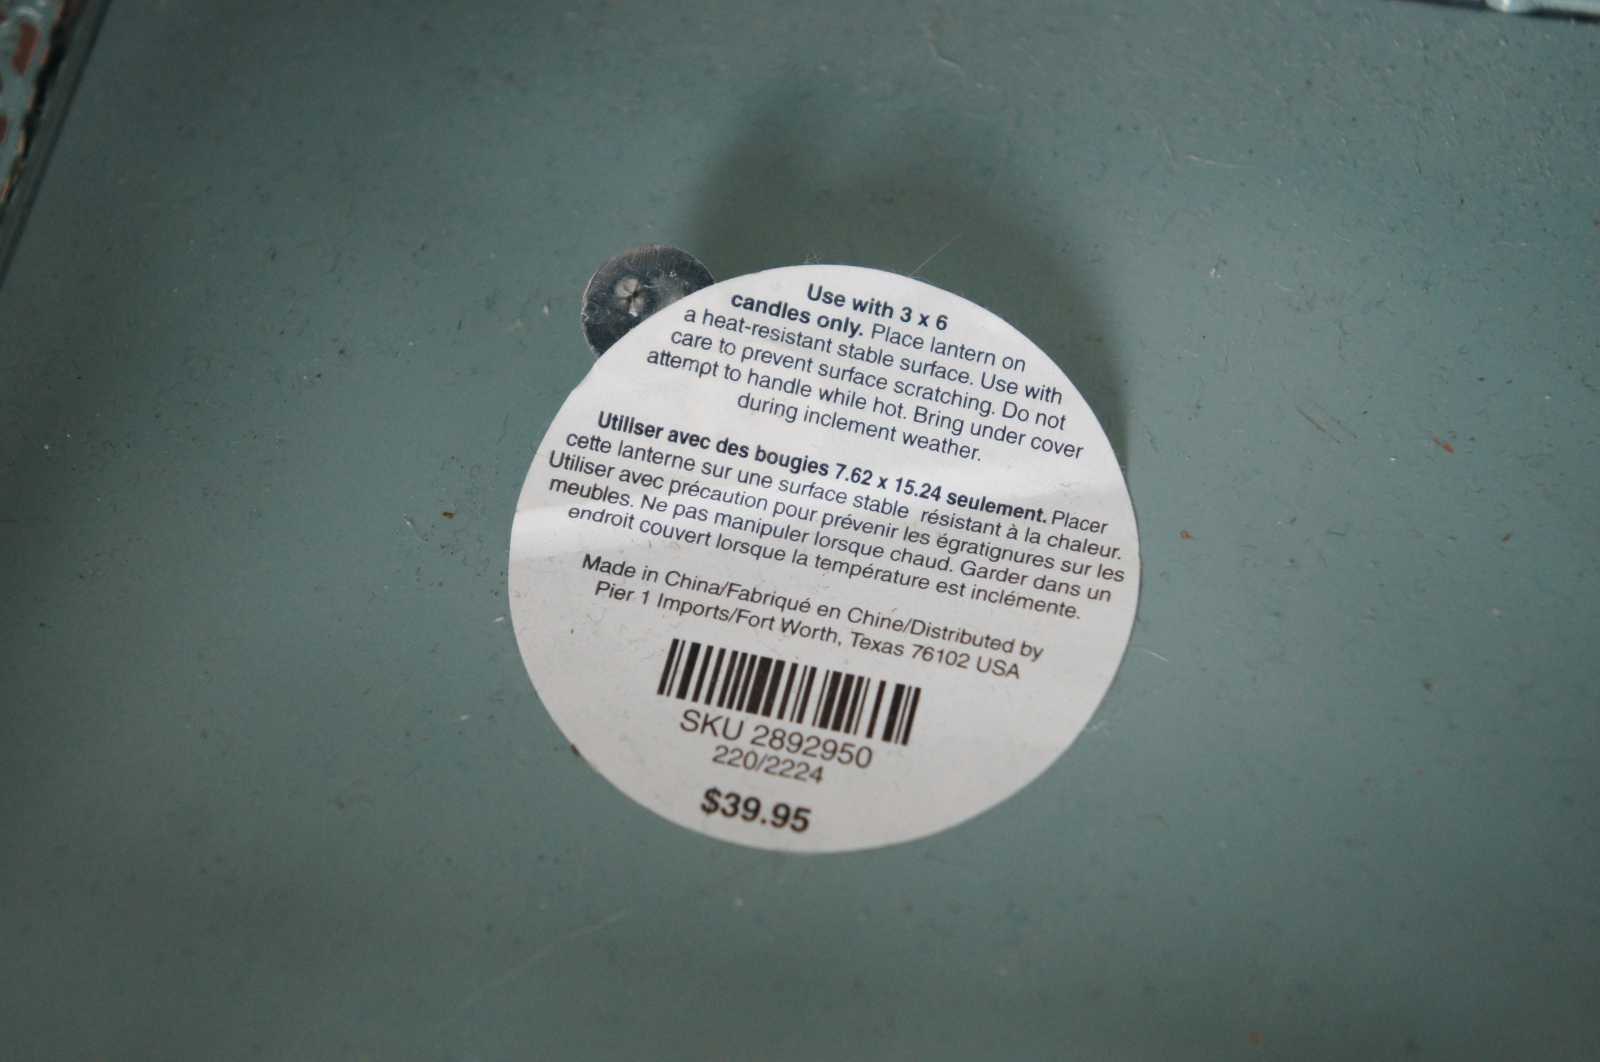 Use with 3 x 6
candles only. Place lantern on
a heat-resistant stable surface. Use with
care to prevent surface scratching. Do not
attempt to handle while hot. Bring under cover
during inclement weather.
Utiliser avec des bougies 7.62 x 15.24 seulement. Placer
cette lanterne sur une surface stable résistant à la chaleur.
Utiliser avec précaution pour prévenir les égratignures sur les
meubles. Ne pas manipuler lorsque chaud. Garder dans un
endroit couvert lorsque la température est inclémente.
Made in China/Fabriqué en Chine/Distributed by
Pier 1 Imports/Fort Worth, Texas 76102 USA
SKU 2892950
220/2224
$39.95